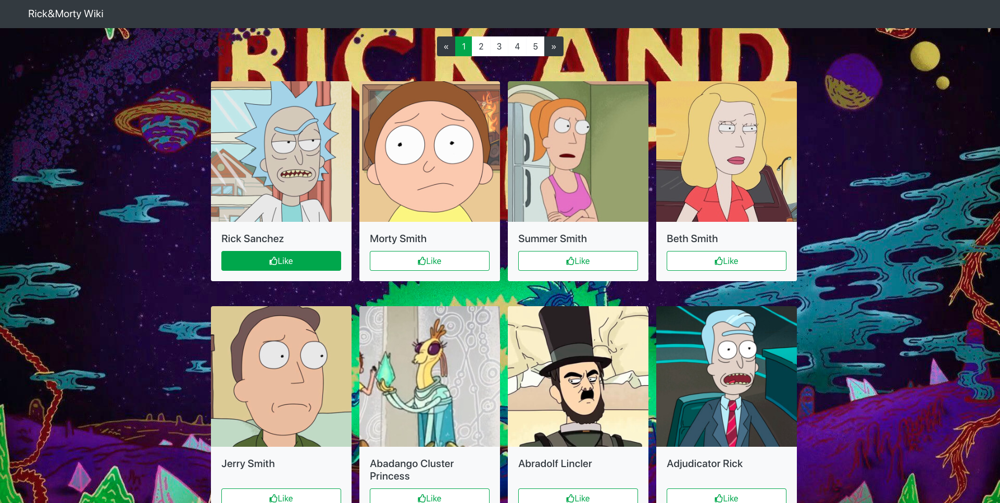 Rick&Morty Wiki
RICK AND
« 1 2 3 4 5 »
Rick Sanchez
Like
Morty Smith
Like
Summer Smith
Like
Beth Smith
Like
Jerry Smith
Like
Abadango Cluster
Princess
Like
Abradolf Lincler
Like
Adjudicator Rick
Like